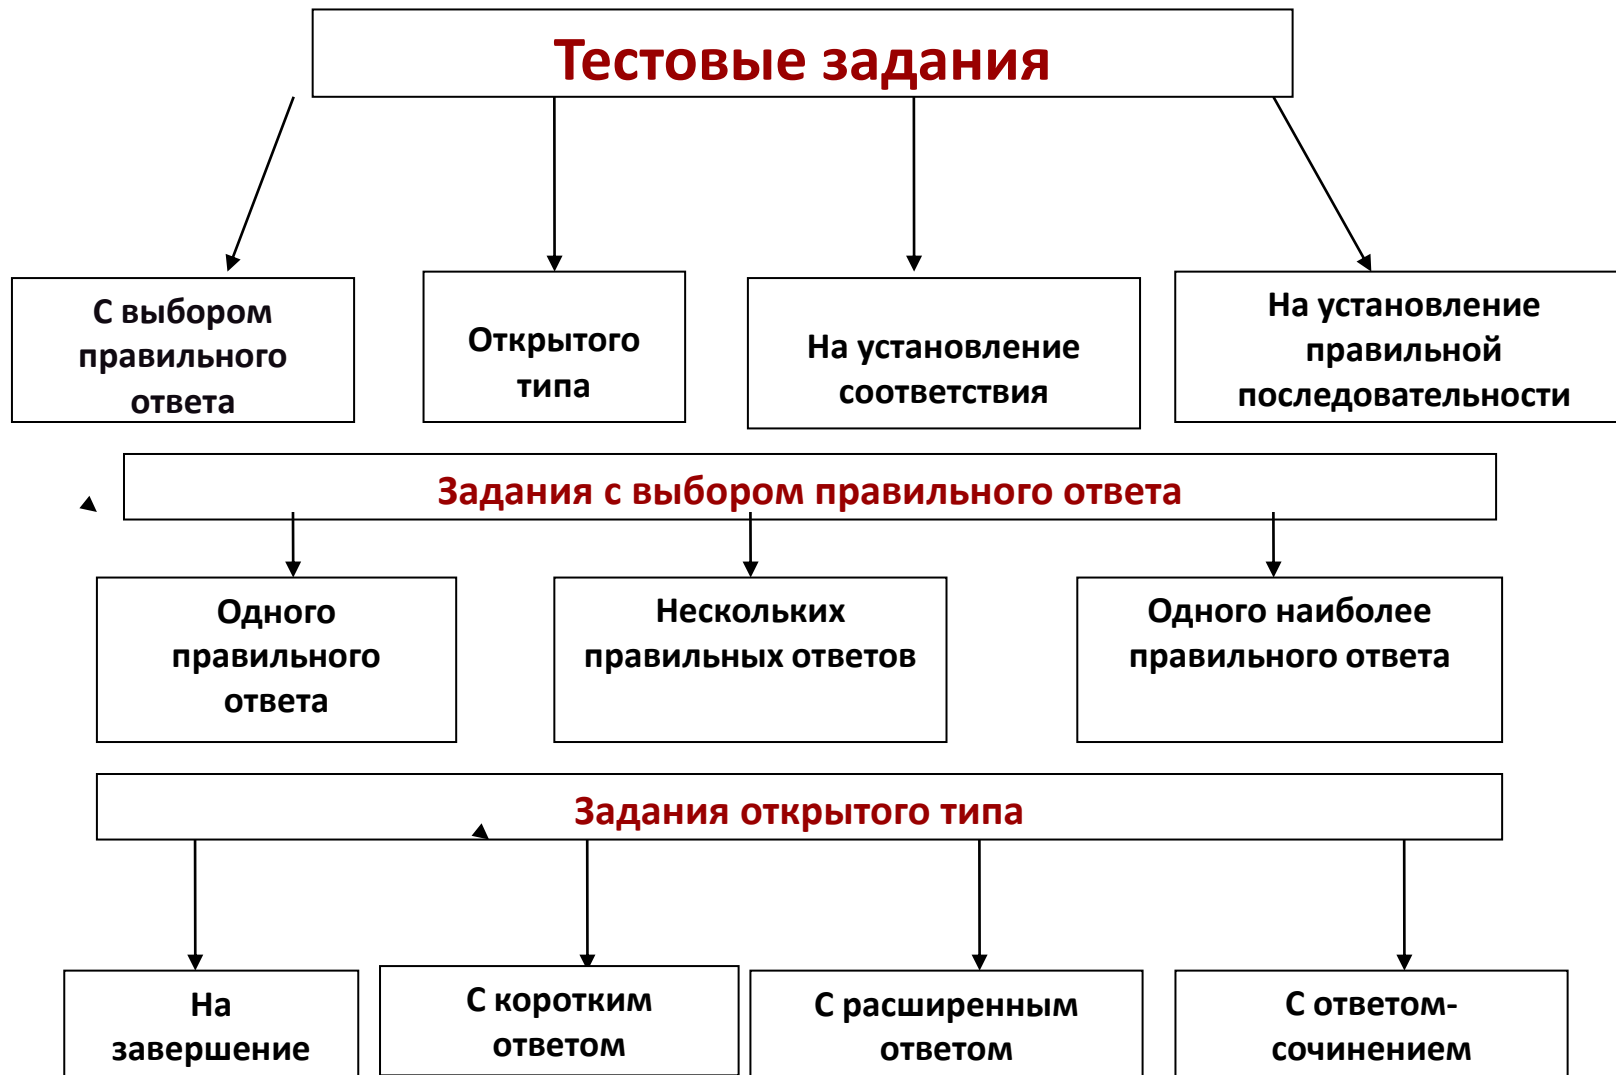 Тестовые задания
С выбором
правильного
ответа
Открытого
типа
На установление
соответствия
На установление
правильной
последовательности
Задания с выбором правильного ответа
Одного
правильного
ответа
Нескольких
правильных ответов
Одного наиболее
правильного ответа
Задания открытого типа
На
завершение
С коротким
ответом
С расширенным
ответом
С ответом-
сочинением